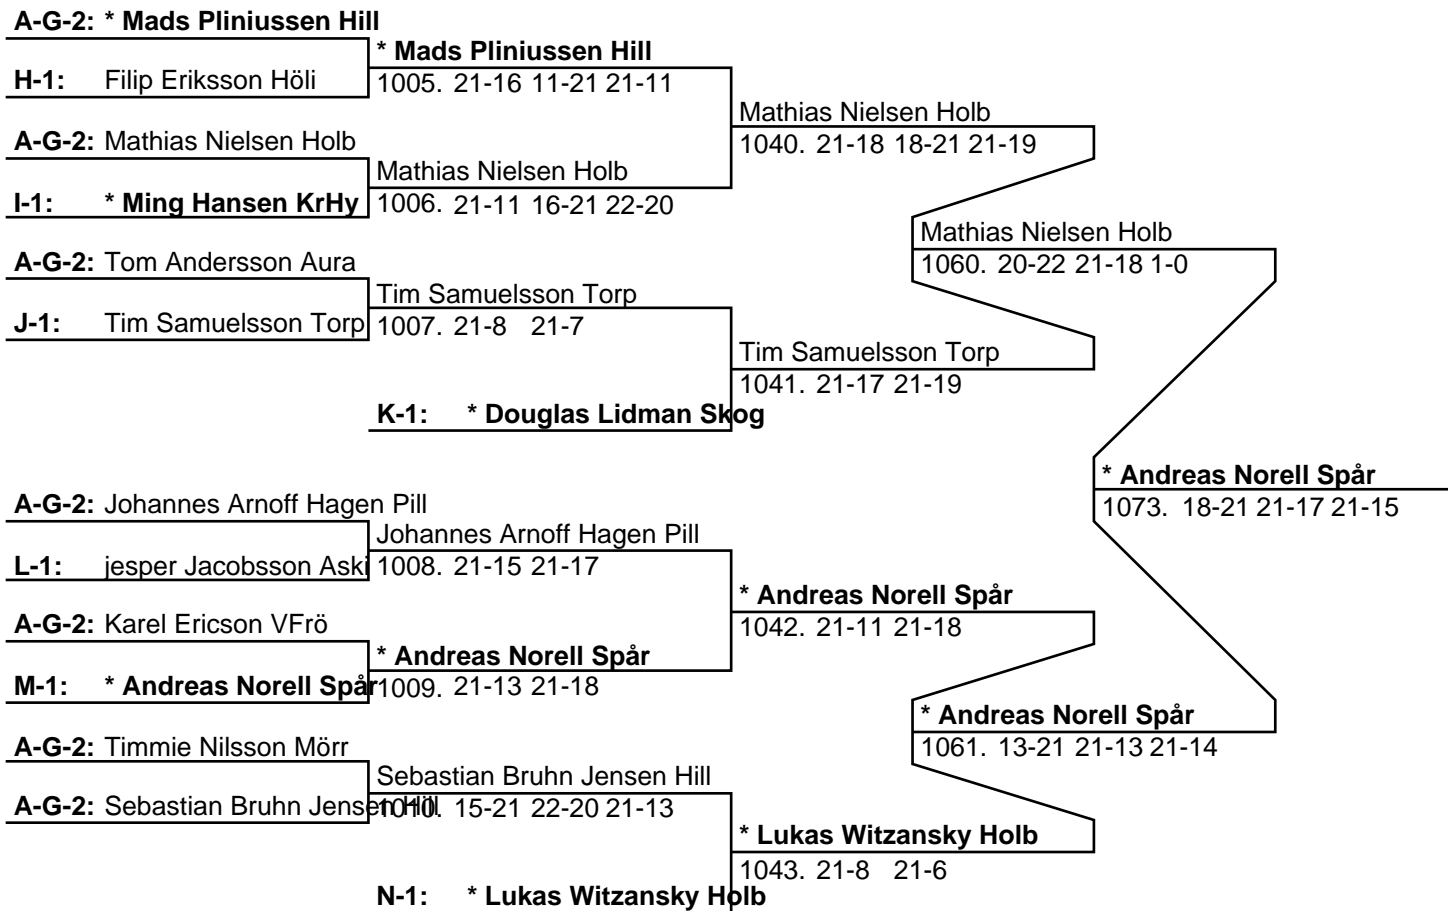 A-G-2: * Mads Pliniussen Hill
* Mads Pliniussen Hill
H-1: Filip Eriksson Höli
1005. 21-16 11-21 21-11
Mathias Nielsen Holb
1040. 21-18 18-21 21-19
A-G-2: Mathias Nielsen Holb
Mathias Nielsen Holb
I-1: * Ming Hansen KrHy
1006. 21-11 16-21 22-20
Mathias Nielsen Holb
1060. 20-22 21-18 1-0
A-G-2: Tom Andersson Aura
Tim Samuelsson Torp
J-1: Tim Samuelsson Torp
1007. 21-8 21-7
Tim Samuelsson Torp
1041. 21-17 21-19
K-1: * Douglas Lidman Skog
* Andreas Norell Spår
1073. 18-21 21-17 21-15
A-G-2: Johannes Arnoff Hagen Pill
Johannes Arnoff Hagen Pill
L-1: jesper Jacobsson Aski
1008. 21-15 21-17
* Andreas Norell Spår
1042. 21-11 21-18
A-G-2: Karel Ericson VFrö
* Andreas Norell Spår
M-1: * Andreas Norell Spår
1009. 21-13 21-18
* Andreas Norell Spår
1061. 13-21 21-13 21-14
A-G-2: Timmie Nilsson Mörr
Sebastian Bruhn Jensen Hill
A-G-2: Sebastian Bruhn Jensen Hill
1010. 15-21 22-20 21-13
* Lukas Witzansky Holb
1043. 21-8 21-6
N-1: * Lukas Witzansky Holb